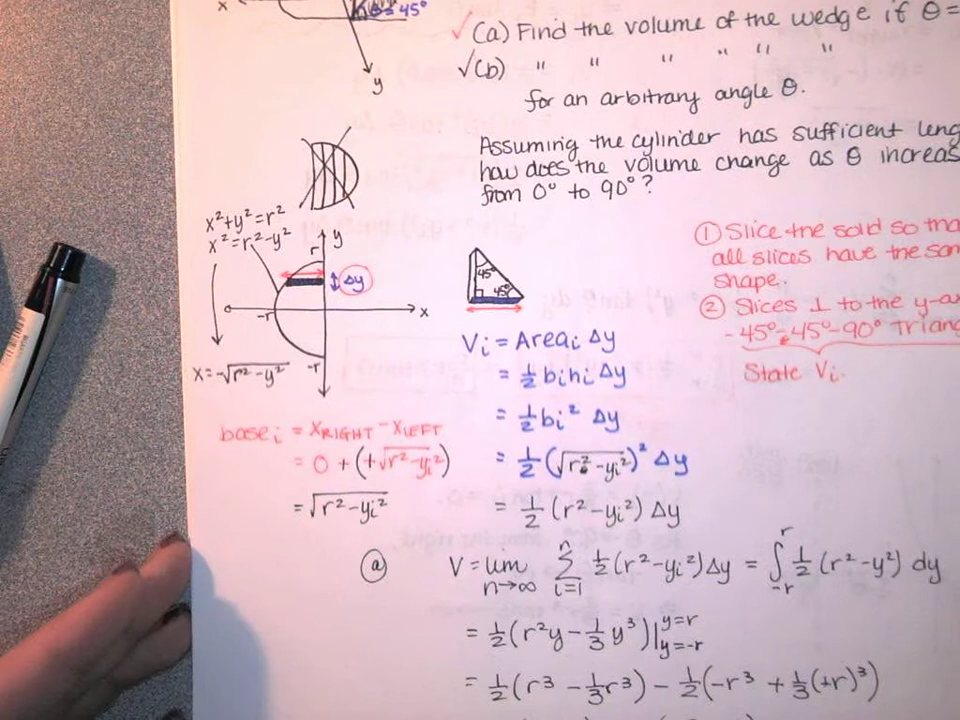 x
θ=45°
y
√(a) Find the volume of the wedge if θ =
√(b) " " " " " "
for an arbitrary angle θ.
Assuming the cylinder has sufficient leng
how does the volume change as θ increas
from 0° to 90°?
x²+y²=r²
x²=r²-y²
r y
Δy
-r x
x=-√(r²-y²) -r
45°
45°
① Slice the solid so tha
all slices have the sam
shape.
② Slices ⊥ to the y-a
- 45°-45°-90° Triang
State Vi.
Vi = Areai Δy
= ½ bihi Δy
= ½ bi² Δy
= ½ (√(r²-yi²))² Δy
= ½ (r²-yi²) Δy
basei = XRIGHT - XLEFT
= 0 + (+√(r²-yi²))
= √(r²-yi²)
ⓐ V = lim n→∞ Σ i=1 n ½ (r²-yi²) Δy = ∫ -r r ½ (r²-y²) dy
= ½ (r²y - ⅓ y³) | y=r y=-r
= ½ (r³ - ⅓ r³) - ½ (-r³ + ⅓ (+r)³)